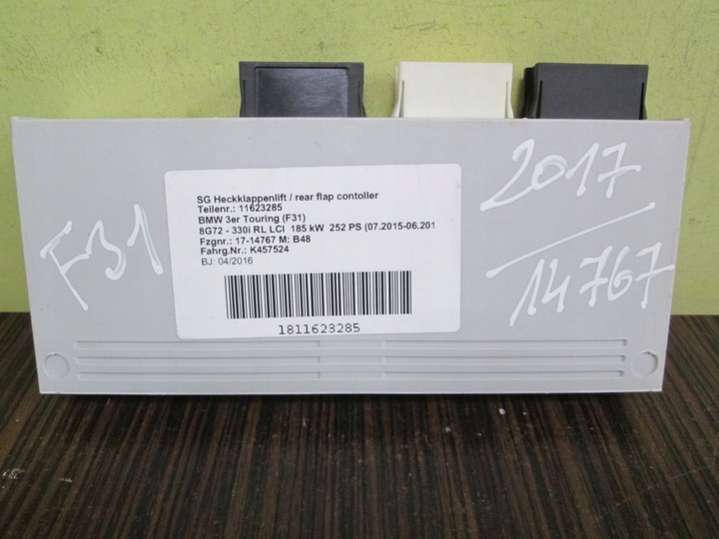 SG Heckklappenlift / rear flap contoller
Teilenr.: 11623285
BMW 3er Touring (F31)
8G72 - 330i RL LCI 185 kW 252 PS (07.2015-06.201
Fzgnr.: 17-14767 M: B48
Fahrg.Nr.: K457524
BJ: 04/2016
1811623285
F31
2017
14767